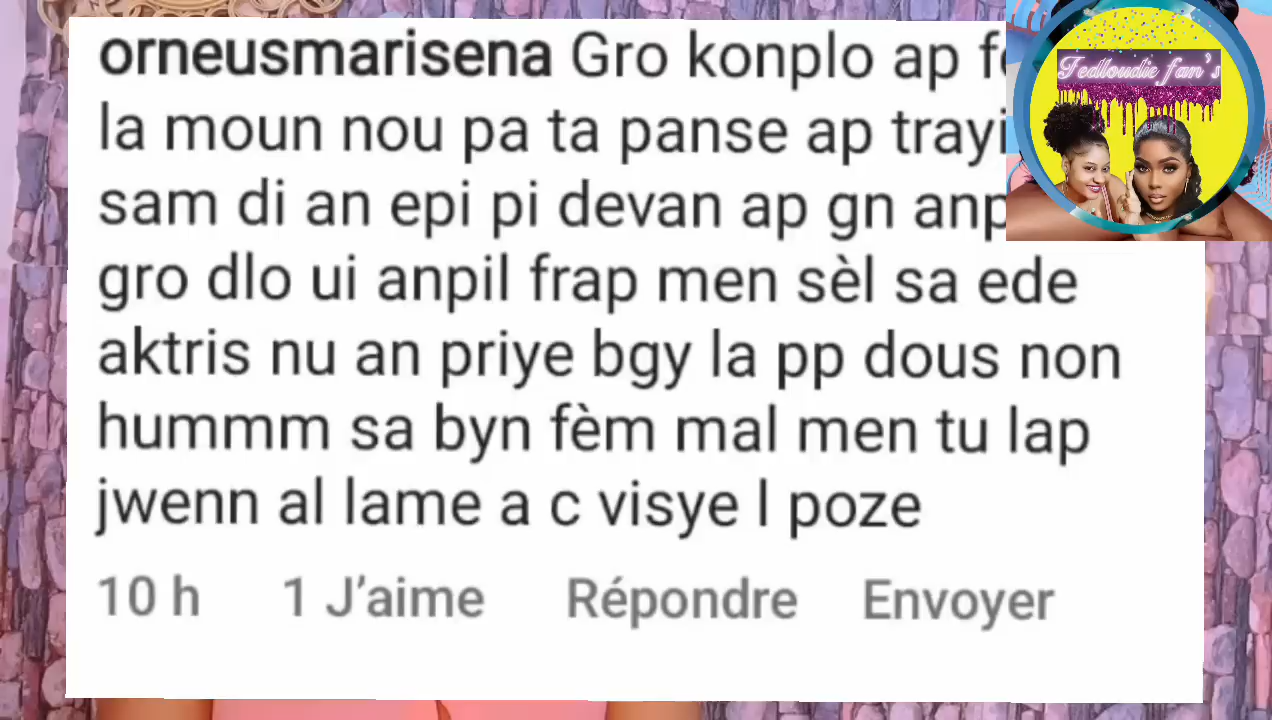 orneusmarisena Gro konplo ap
la moun nou pa ta panse ap
sam di an epi pi devan ap gn
gro dlo ui anpil frap men sèl sa ede
aktris nu an priye bgy la pp dous non
hummm sa byn fèm mal men tu lap
jwenn al lame a c visye l poze
10 h 1 J'aime Répondre Envoyer
Tedloudie fan's